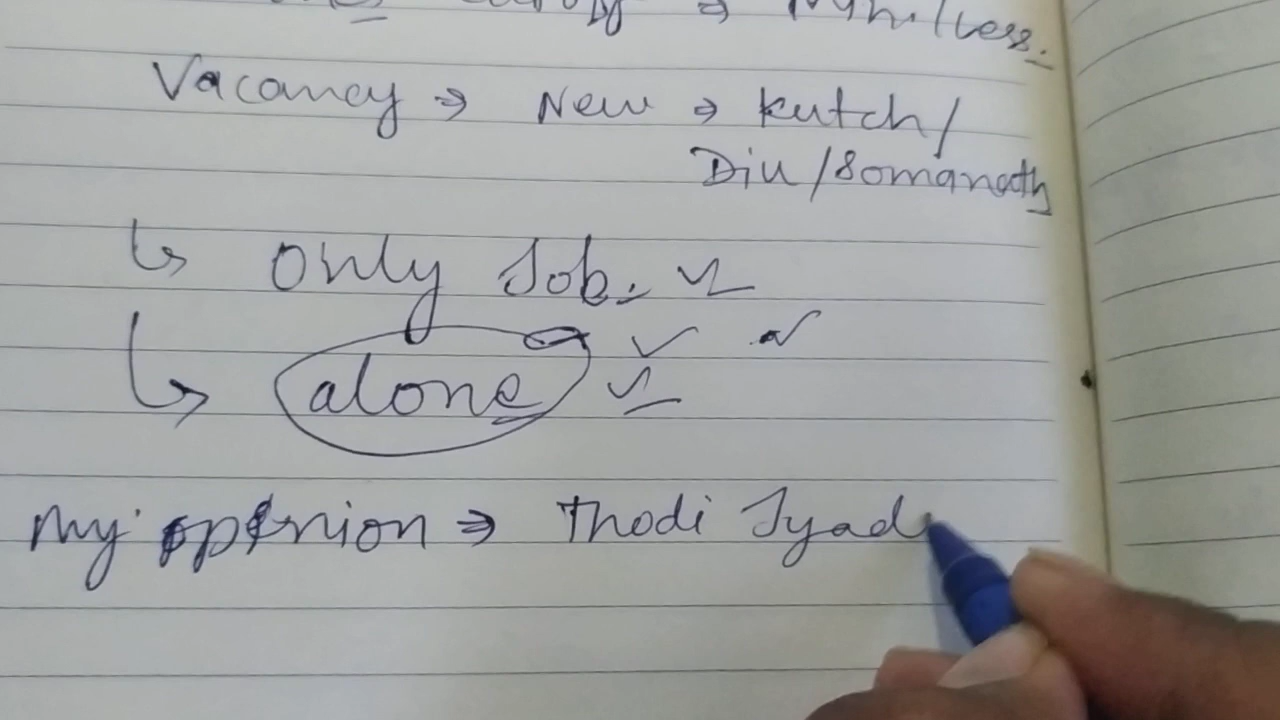 Vacancy → New → Kutch/
Diu/Somanath
↳ Only Job. ✓
↳ alone ✓ ✓ ✓
My opinion → Thodi Jyad